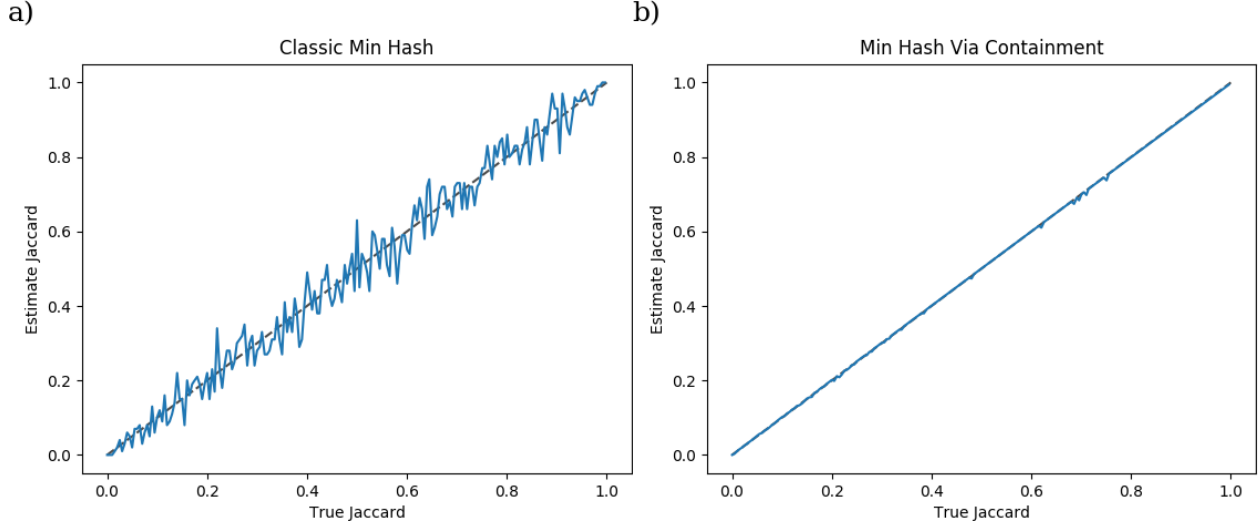 a)
Classic Min Hash
1.0
0.8
0.6
0.4
0.2
0.0
Estimate Jaccard
0.0 0.2 0.4 0.6 0.8 1.0
True Jaccard
b)
Min Hash Via Containment
1.0
0.8
0.6
0.4
0.2
0.0
Estimate Jaccard
0.0 0.2 0.4 0.6 0.8 1.0
True Jaccard